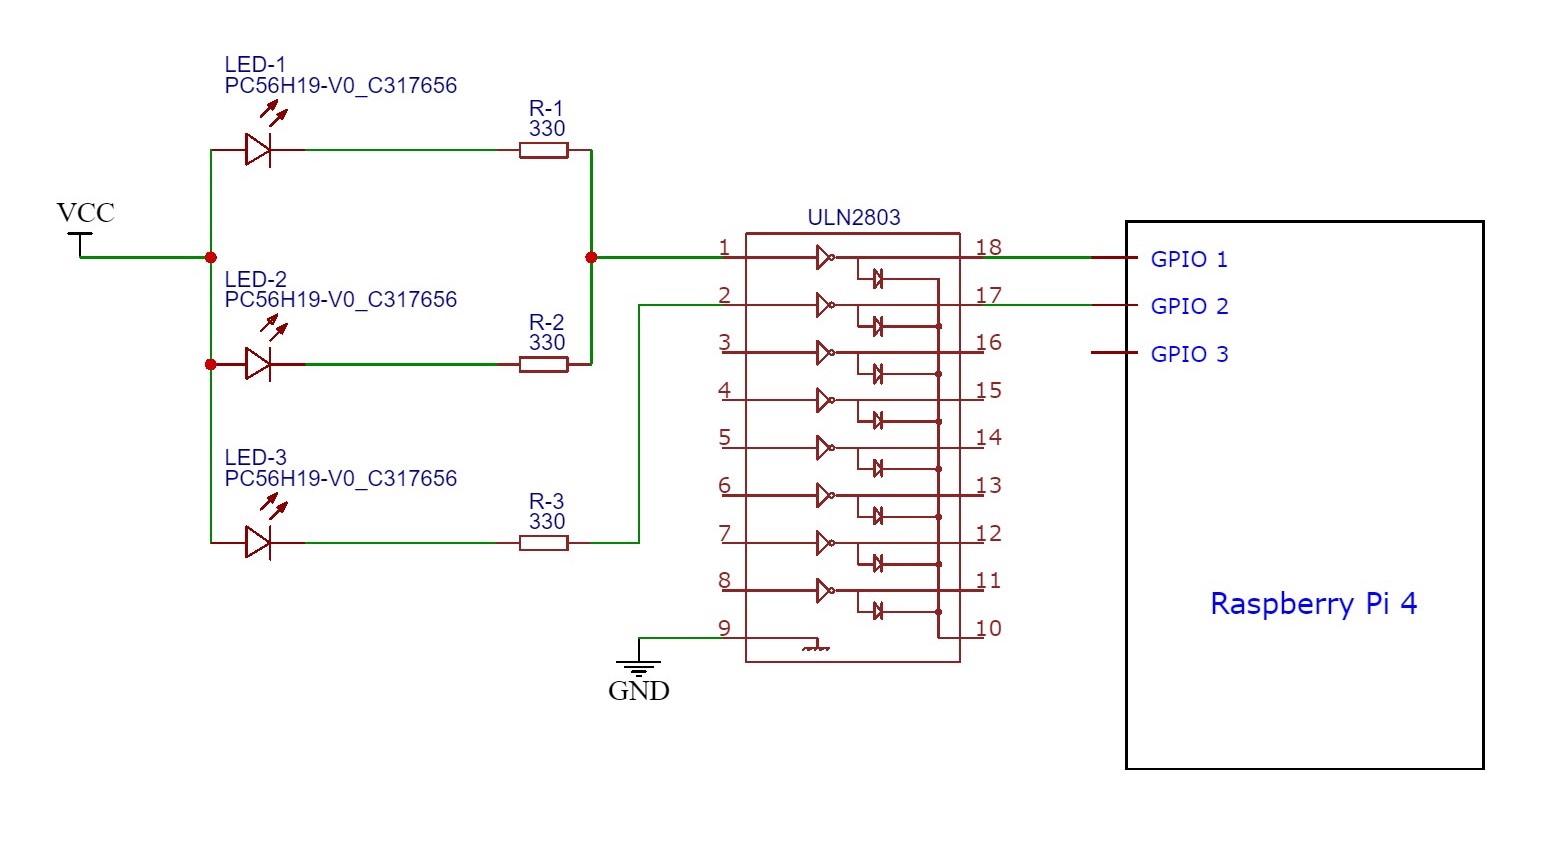 LED-1
PC56H19-V0_C317656
R-1
330
VCC
ULN2803
1
18
GPIO 1
LED-2
PC56H19-V0_C317656
2
17
GPIO 2
R-2
330
3
16
GPIO 3
4
15
5
14
LED-3
PC56H19-V0_C317656
6
13
R-3
330
7
12
8
11
Raspberry Pi 4
9
10
GND